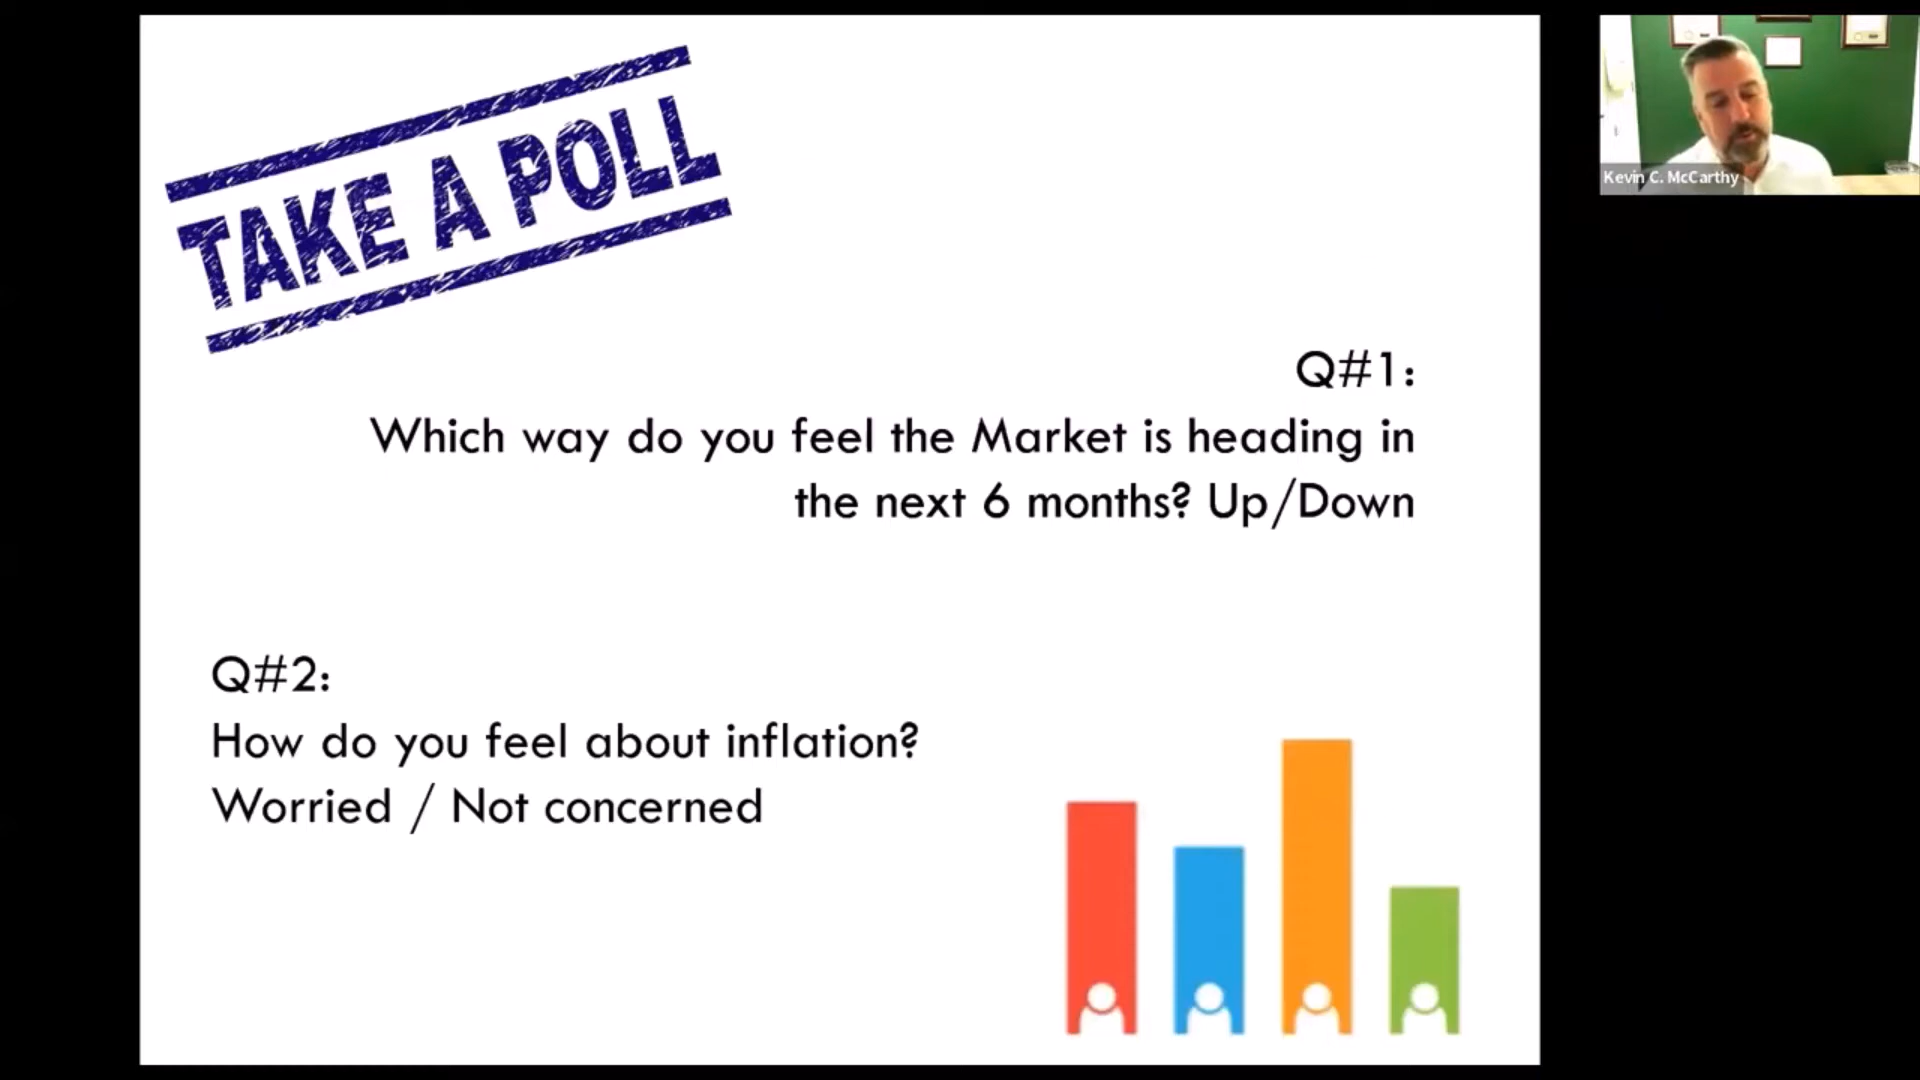 TAKE A POLL
Kevin C. McCarthy
Q#1:
Which way do you feel the Market is heading in
the next 6 months? Up/Down
Q#2:
How do you feel about inflation?
Worried / Not concerned